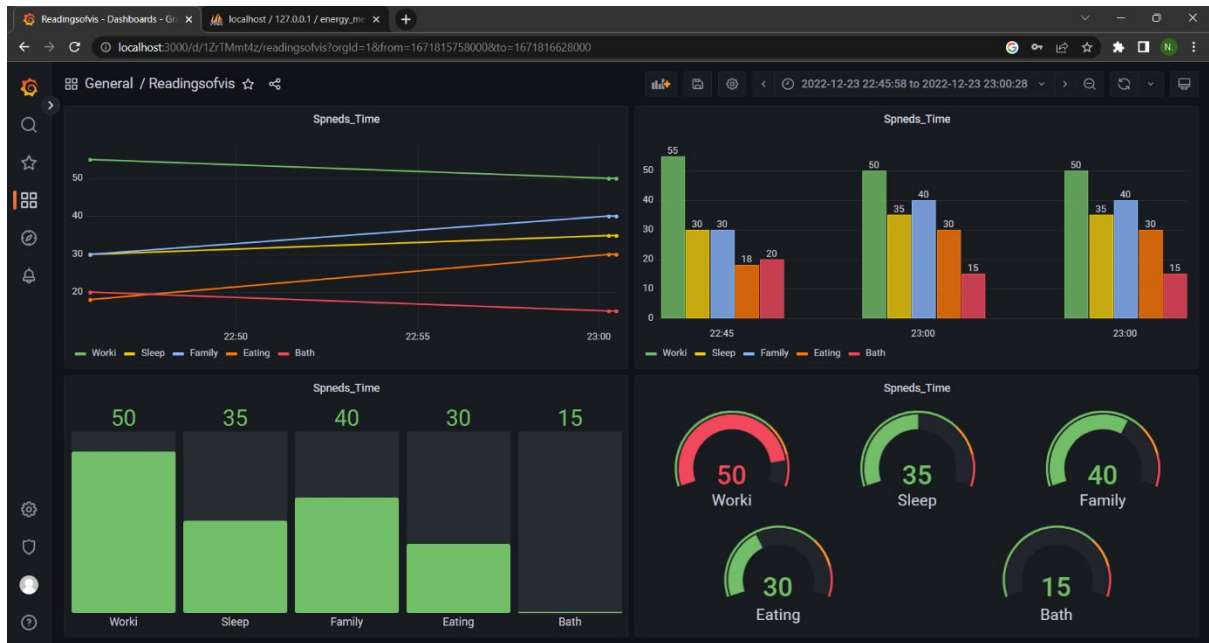 Readingsofvis - Dashboards - Gra
localhost / 127.0.0.1 / energy_me
localhost:3000/d/1ZrTMmt4z/readingsofvis?orgId=1&from=1671815758000&to=1671816628000
N.
General / Readingsofvis
2022-12-23 22:45:58 to 2022-12-23 23:00:28
Spneds_Time
50
40
30
20
22:50 22:55 23:00
Worki Sleep Family Eating Bath
Spneds_Time
50
40
30
20
10
0
55 30 30 18 20
50 35 40 30 15
50 35 40 30 15
22:45 23:00 23:00
Worki Sleep Family Eating Bath
Spneds_Time
50 35 40 30 15
Worki Sleep Family Eating Bath
Spneds_Time
50 35 40
Worki Sleep Family
30 15
Eating Bath